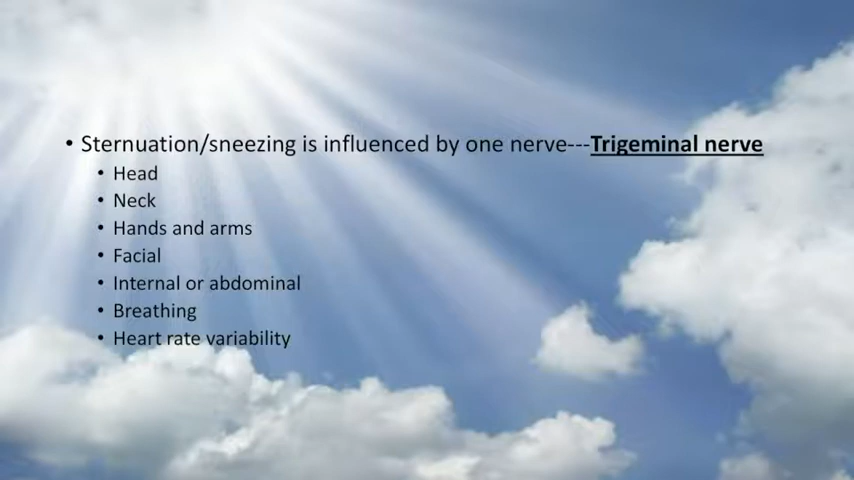 • Sternuation/sneezing is influenced by one nerve---Trigeminal nerve
• Head
• Neck
• Hands and arms
• Facial
• Internal or abdominal
• Breathing
• Heart rate variability